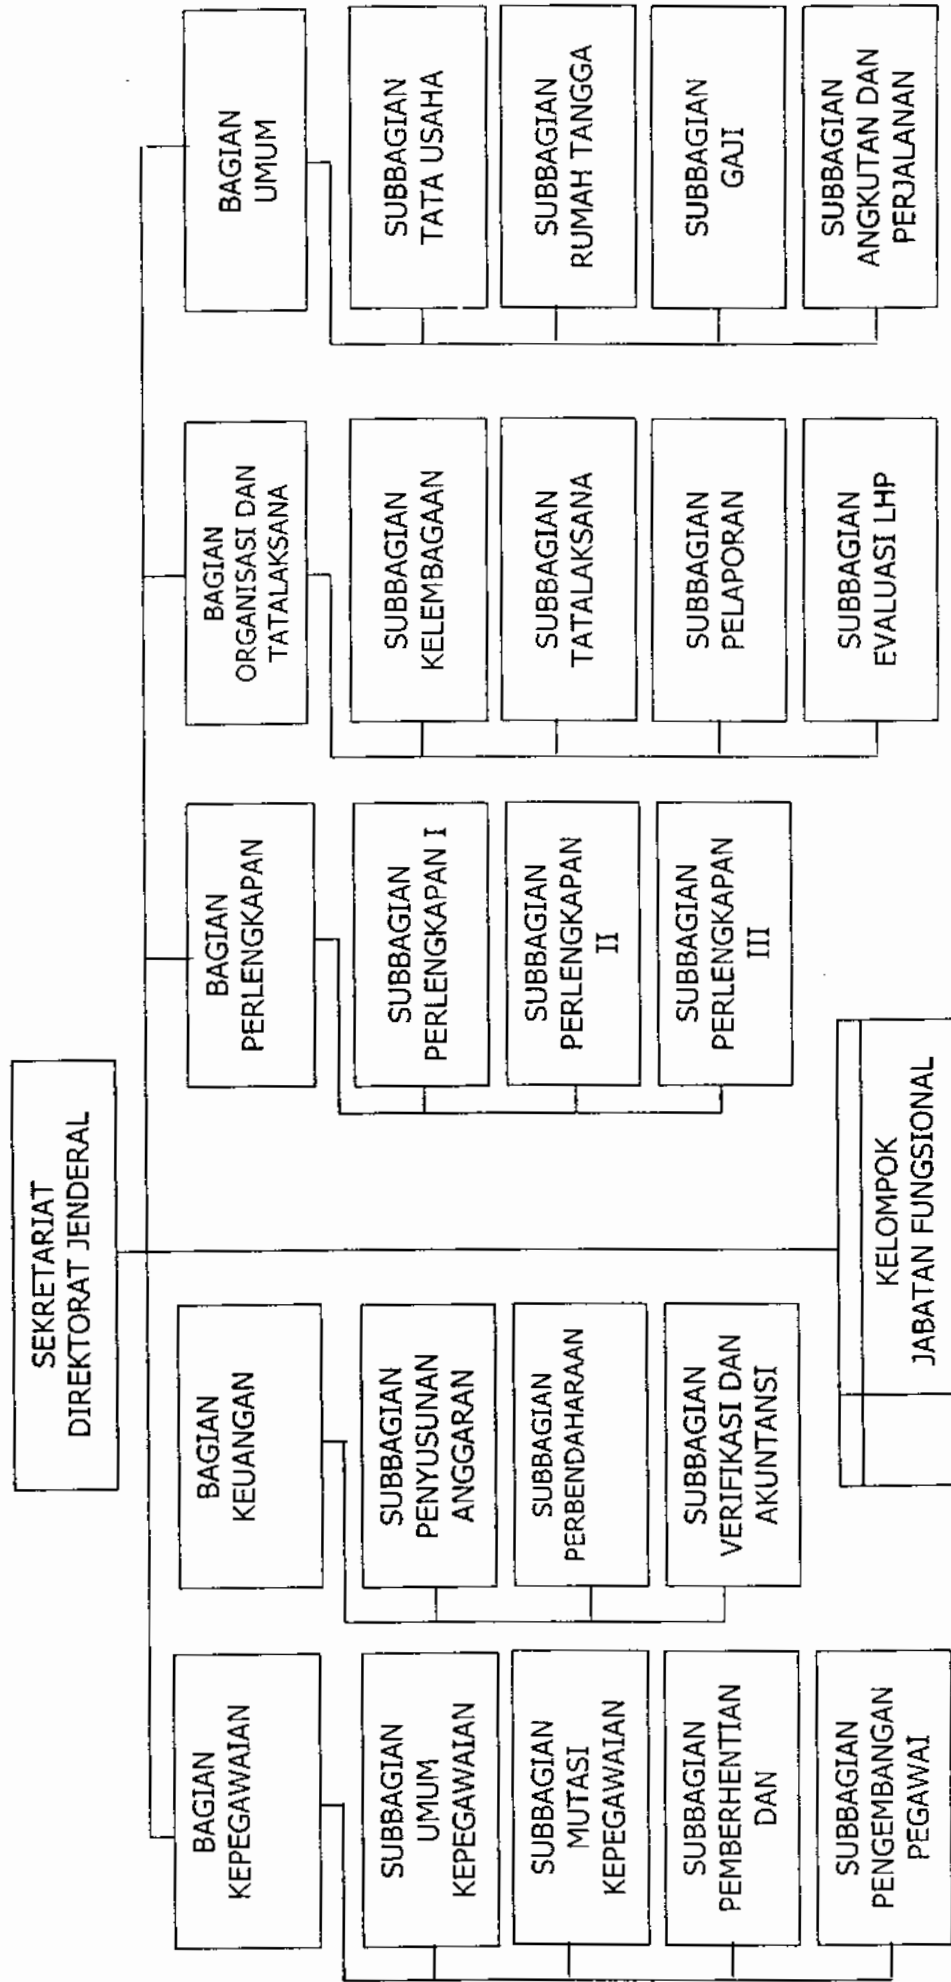 SEKRETARIAT
DIREKTORAT JENDERAL
BAGIAN
KEPEGAWAIAN
SUBBAGIAN
UMUM
KEPEGAWAIAN
SUBBAGIAN
MUTASI
KEPEGAWAIAN
SUBBAGIAN
PEMBERHENTIAN
DAN
SUBBAGIAN
PENGEMBANGAN
PEGAWAI
BAGIAN
KEUANGAN
SUBBAGIAN
PENYUSUNAN
ANGGARAN
SUBBAGIAN
PERBENDAHARAAN
SUBBAGIAN
VERIFIKASI DAN
AKUNTANSI
BAGIAN
PERLENGKAPAN
SUBBAGIAN
PERLENGKAPAN I
SUBBAGIAN
PERLENGKAPAN
II
SUBBAGIAN
PERLENGKAPAN
III
BAGIAN
ORGANISASI DAN
TATALAKSANA
SUBBAGIAN
KELEMBAGAAN
SUBBAGIAN
TATALAKSANA
SUBBAGIAN
PELAPORAN
SUBBAGIAN
EVALUASI LHP
BAGIAN
UMUM
SUBBAGIAN
TATA USAHA
SUBBAGIAN
RUMAH TANGGA
SUBBAGIAN
GAJI
SUBBAGIAN
ANGKUTAN DAN
PERJALANAN
KELOMPOK
JABATAN FUNGSIONAL